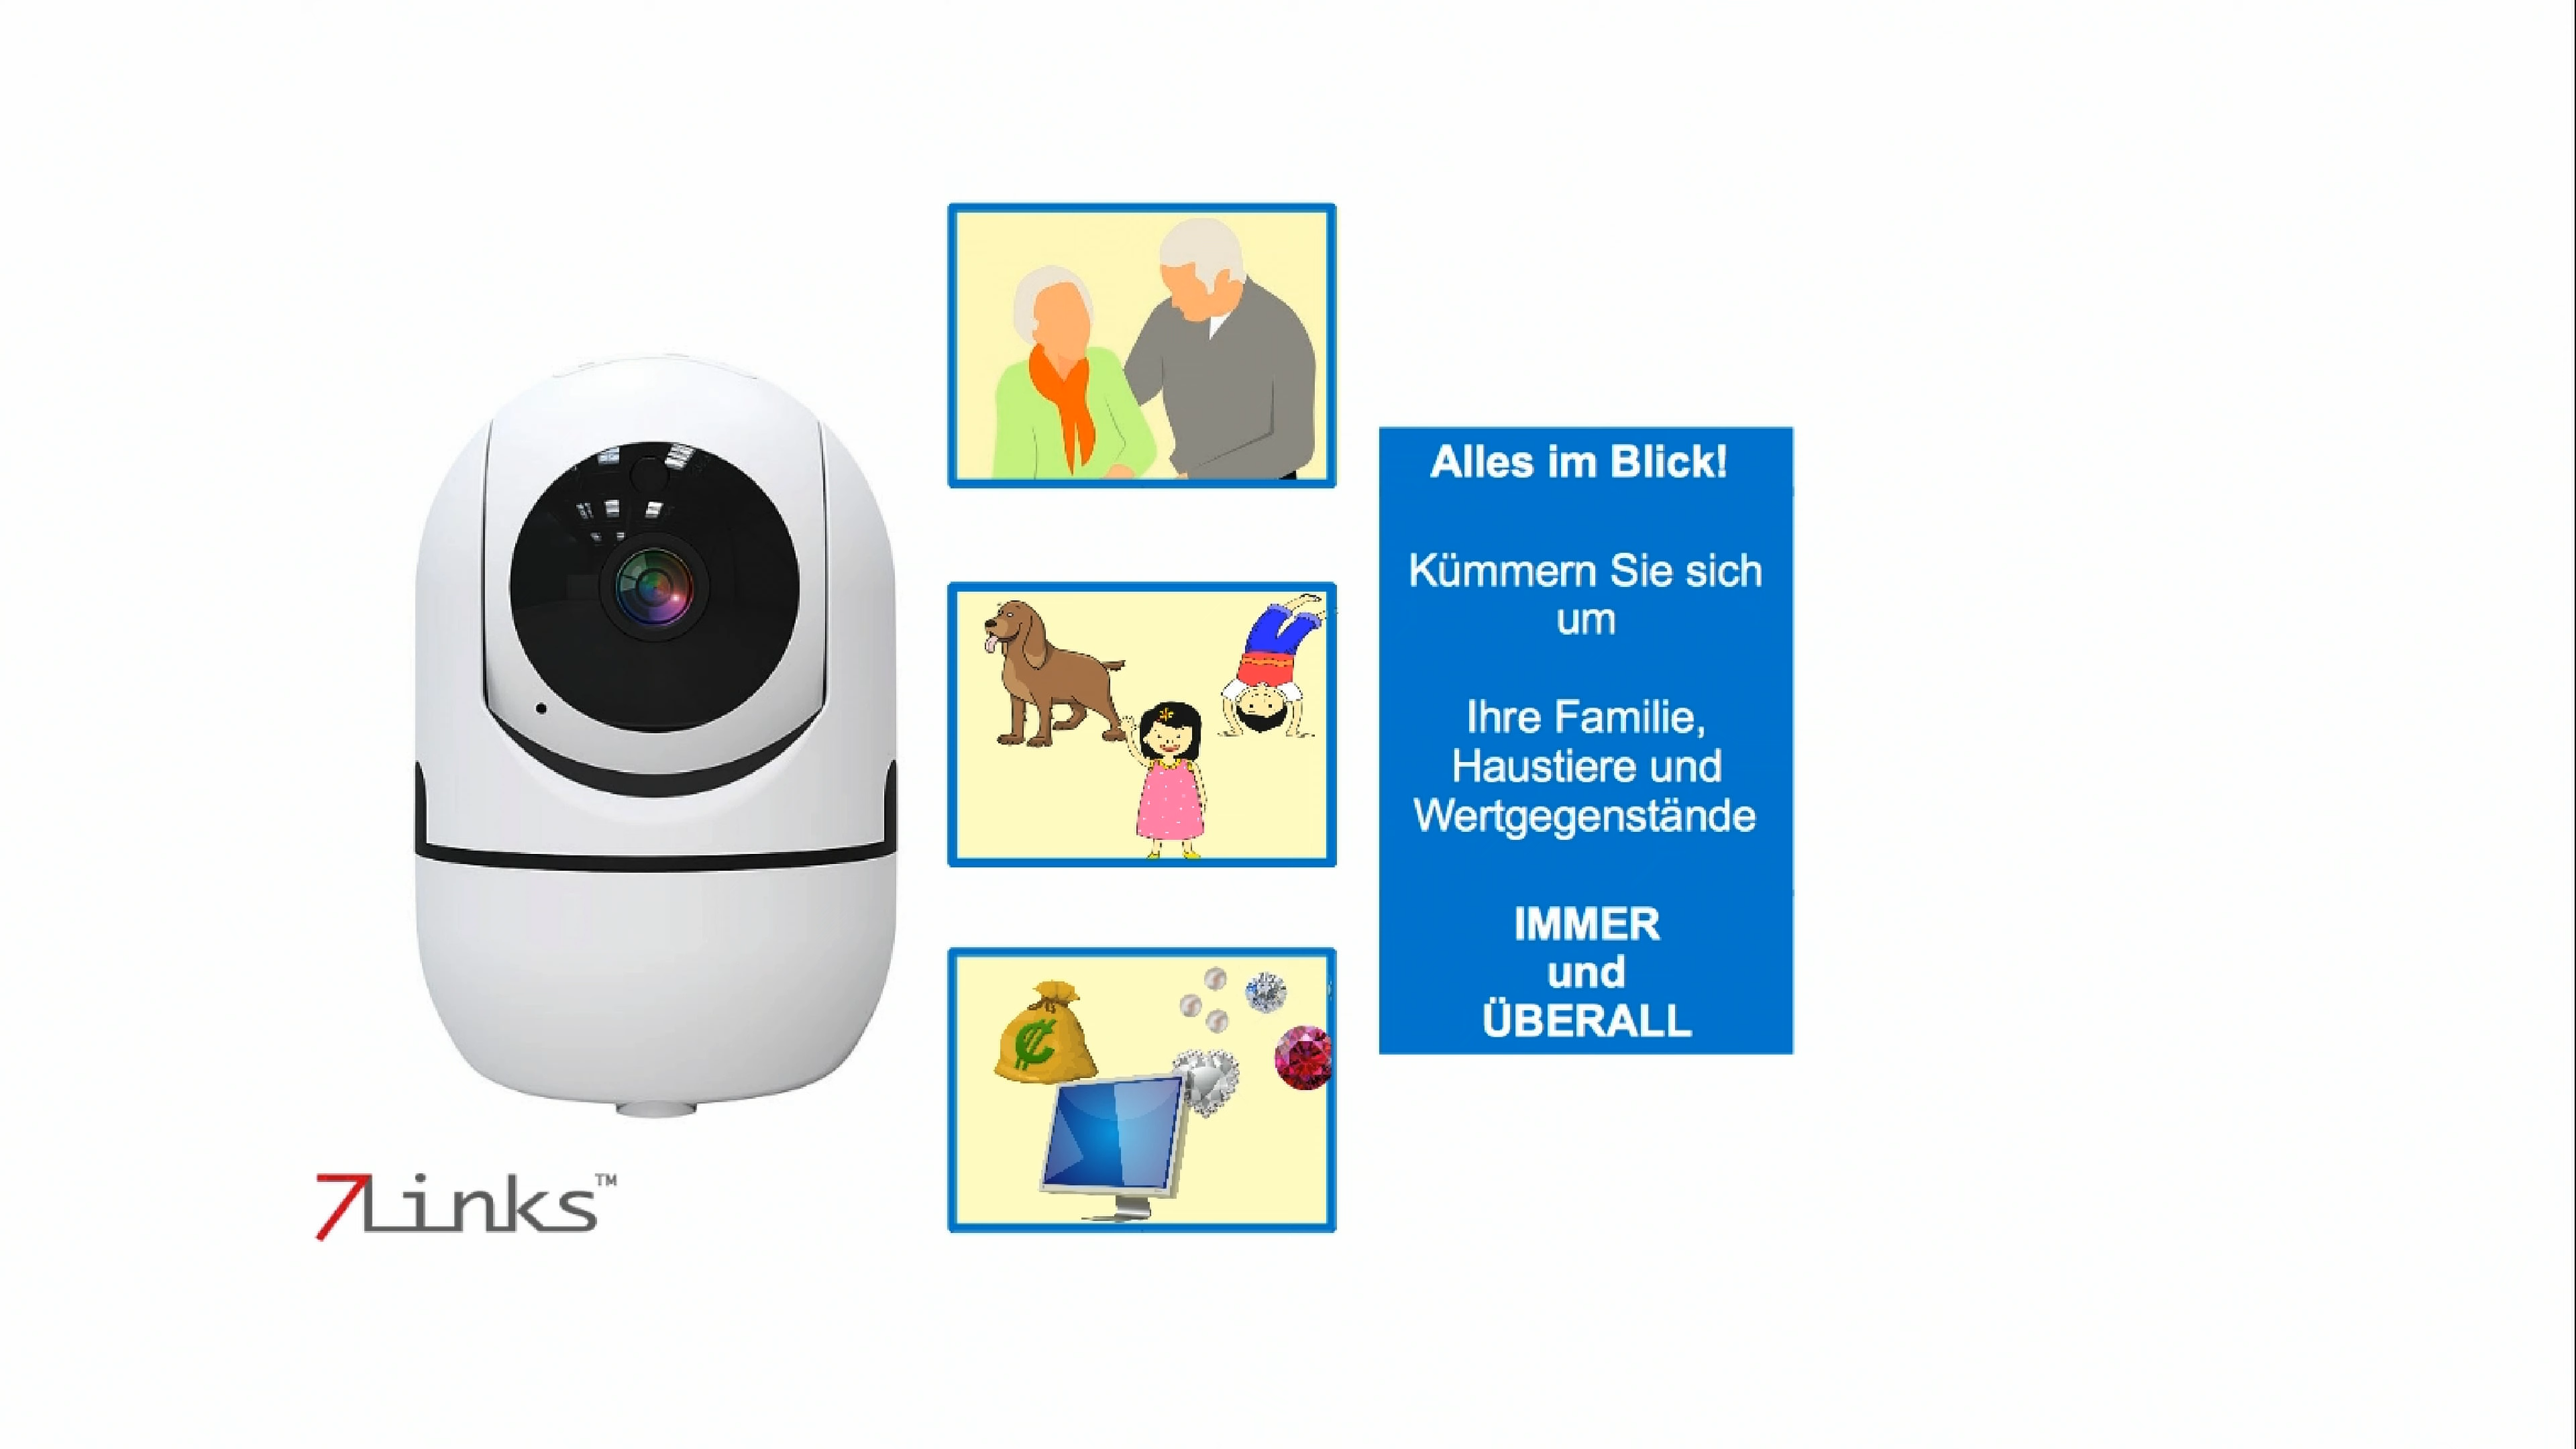 Alles im Blick!
Kümmern Sie sich
um
Ihre Familie,
Haustiere und
Wertgegenstände
IMMER
und
ÜBERALL
7Links™